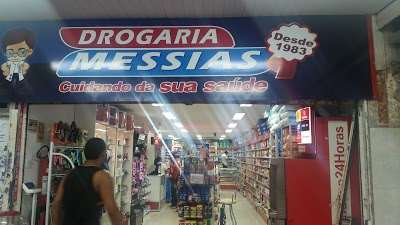 DROGARIA
MESSIAS
Cuidando da sua saúde
Desde
1983
24Horas